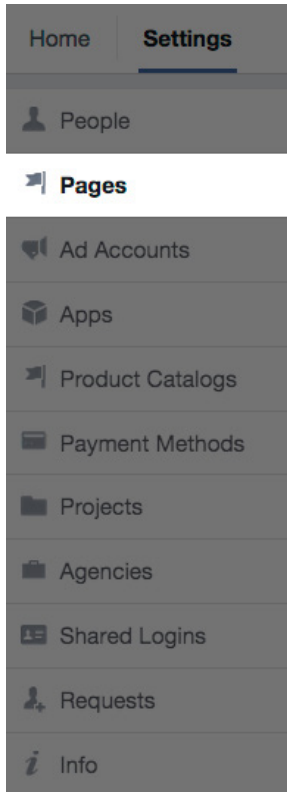 Home Settings
People
Pages
Ad Accounts
Apps
Product Catalogs
Payment Methods
Projects
Agencies
Shared Logins
Requests
Info